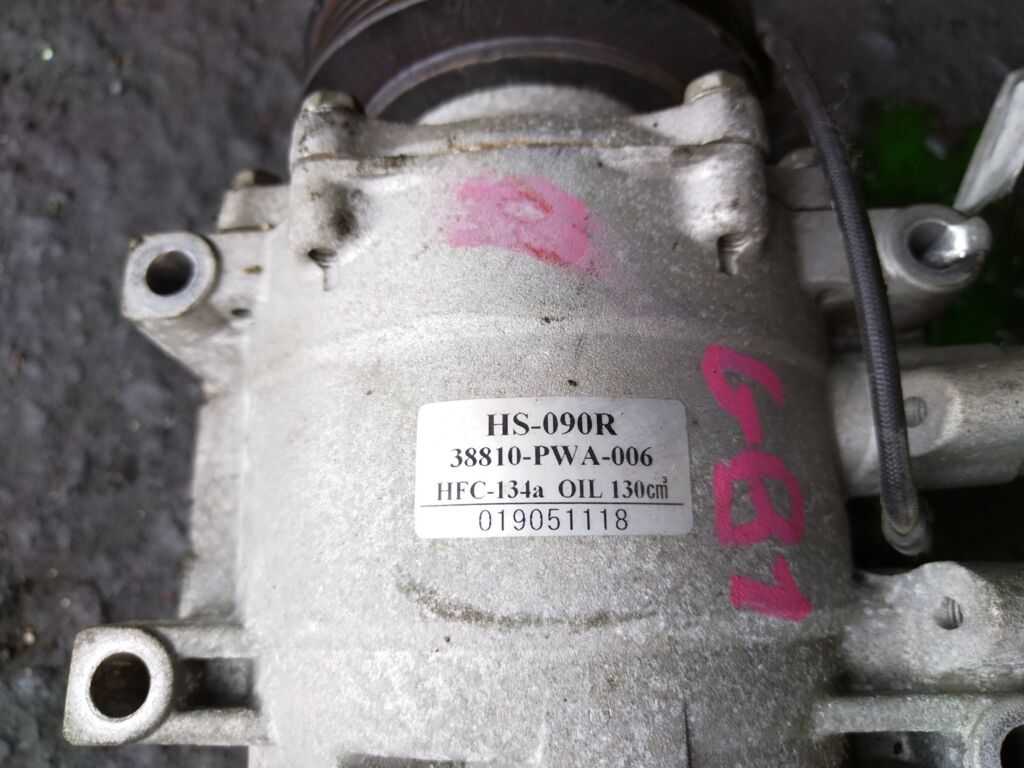 HS-090R
38810-PWA-006
HFC-134a OIL 130㎤
019051118
G-B1